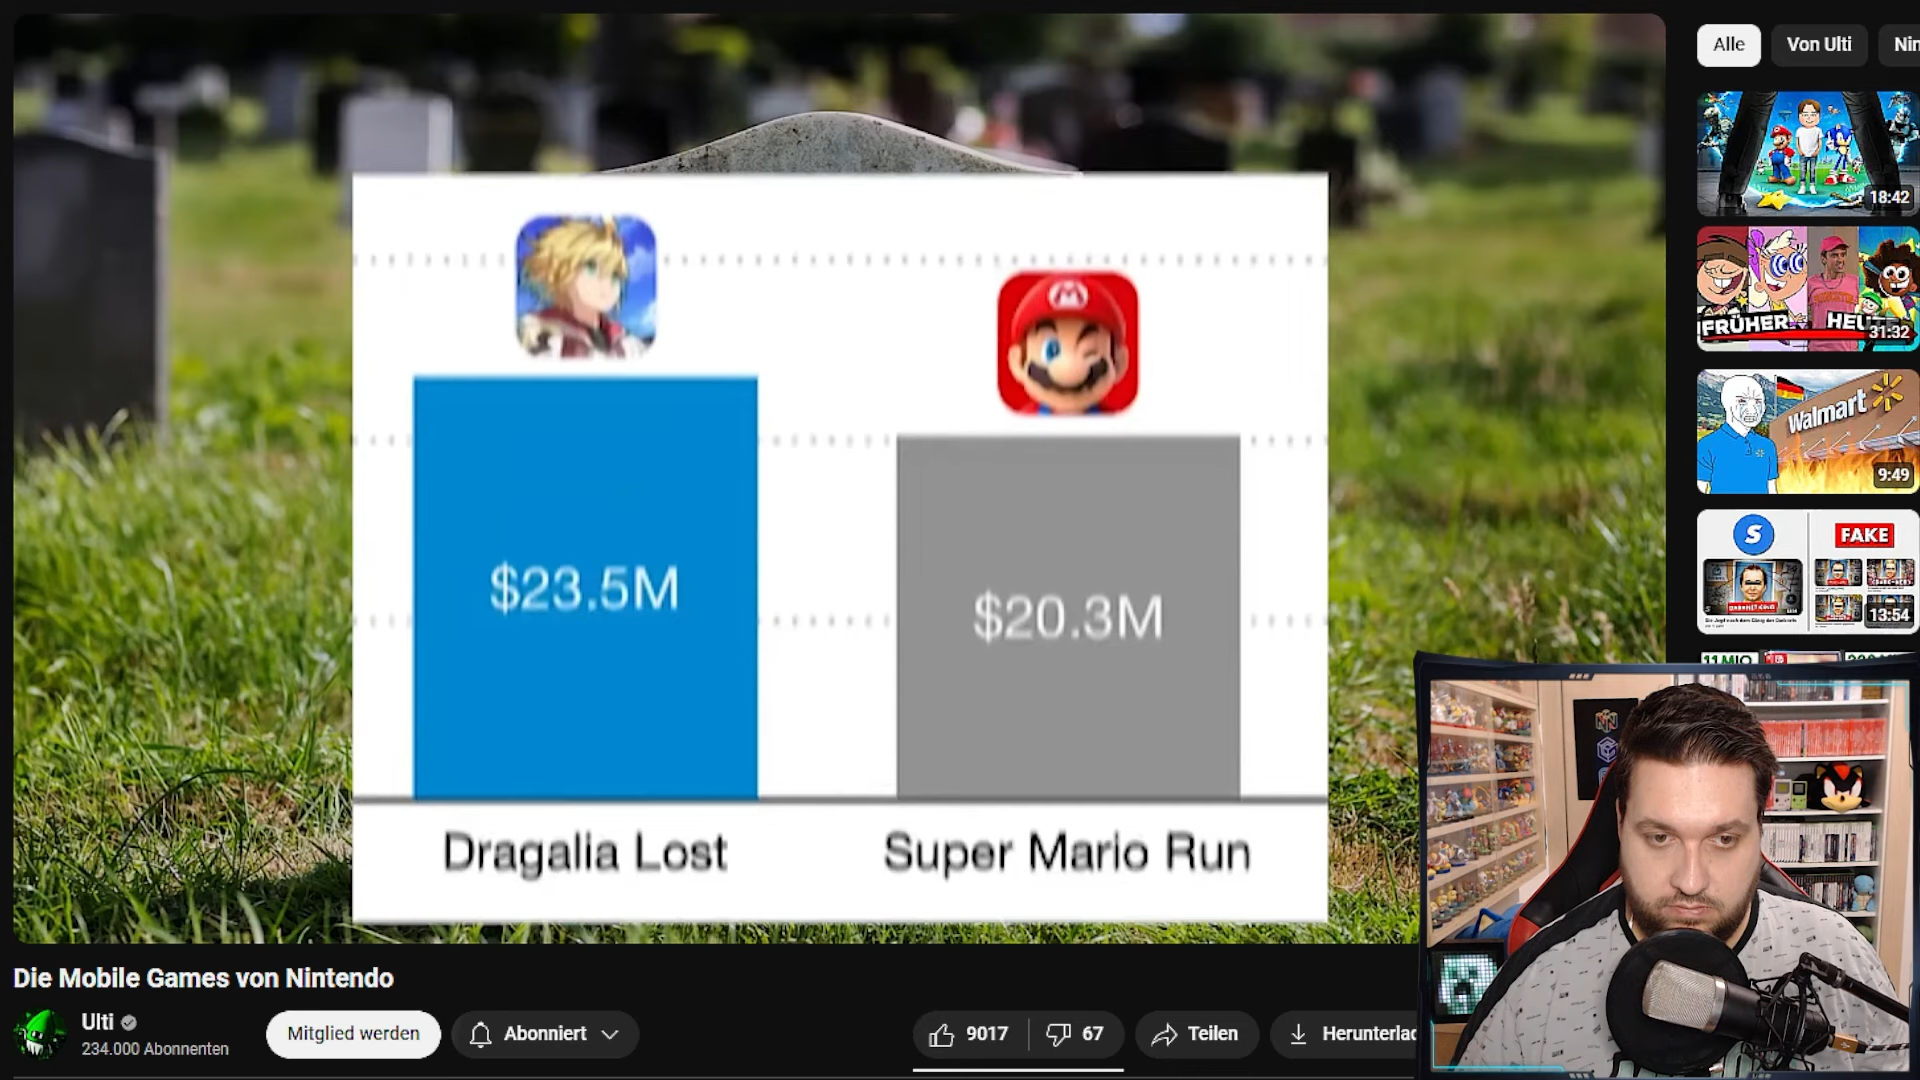 Alle
Von Ulti
Nin
18:42
FRÜHER
HEU
31:32
Walmart
9:49
S
FAKE
13:54
11 MIO
M
$23.5M
$20.3M
Dragalia Lost
Super Mario Run
Die Mobile Games von Nintendo
Ulti
234.000 Abonnenten
Mitglied werden
Abonniert
9017
67
Teilen
Herunterlad